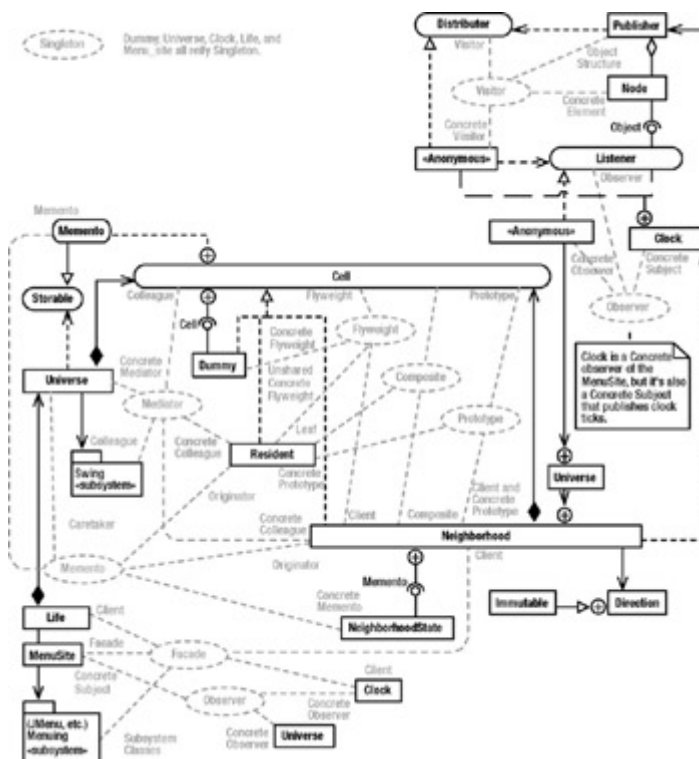 Singleton
Dummy, Universe, Clock, Life, and
Menu_site all reify Singleton.
Distributor
Publisher
Visitor
Object
Structure
Visitor
Node
Concrete
Element
Concrete
Visitor
Object
«Anonymous»
Listener
Observer
Memento
Memento
«Anonymous»
Clock
Concrete
Observer
Concrete
Subject
Cell
Storable
Colleague
Flyweight
Prototype
Observer
Cell
Concrete
Flyweight
Flyweight
Dummy
Unshared
Concrete
Flyweight
Composite
Clock is a Concrete
observer of the
MenuSite, but it's also
a Concrete Subject
that publishes clock
ticks.
Concrete
Mediator
Universe
Mediator
Leaf
Prototype
Colleague
Concrete
Colleague
Resident
Swing
«subsystem»
Concrete
Prototype
Universe
Originator
Client and
Concrete
Prototype
Caretaker
Concrete
Colleague
Client
Composite
Neighborhood
Memento
Originator
Client
Memento
Concrete
Memento
Immutable
Direction
Life
Client
NeighborhoodState
MenuSite
Facade
Facade
Concrete
Subject
Client
Clock
Observer
Concrete
Observer
(JMenu, etc.)
Menuing
«subsystem»
Subsystem
Classes
Concrete
Observer
Universe